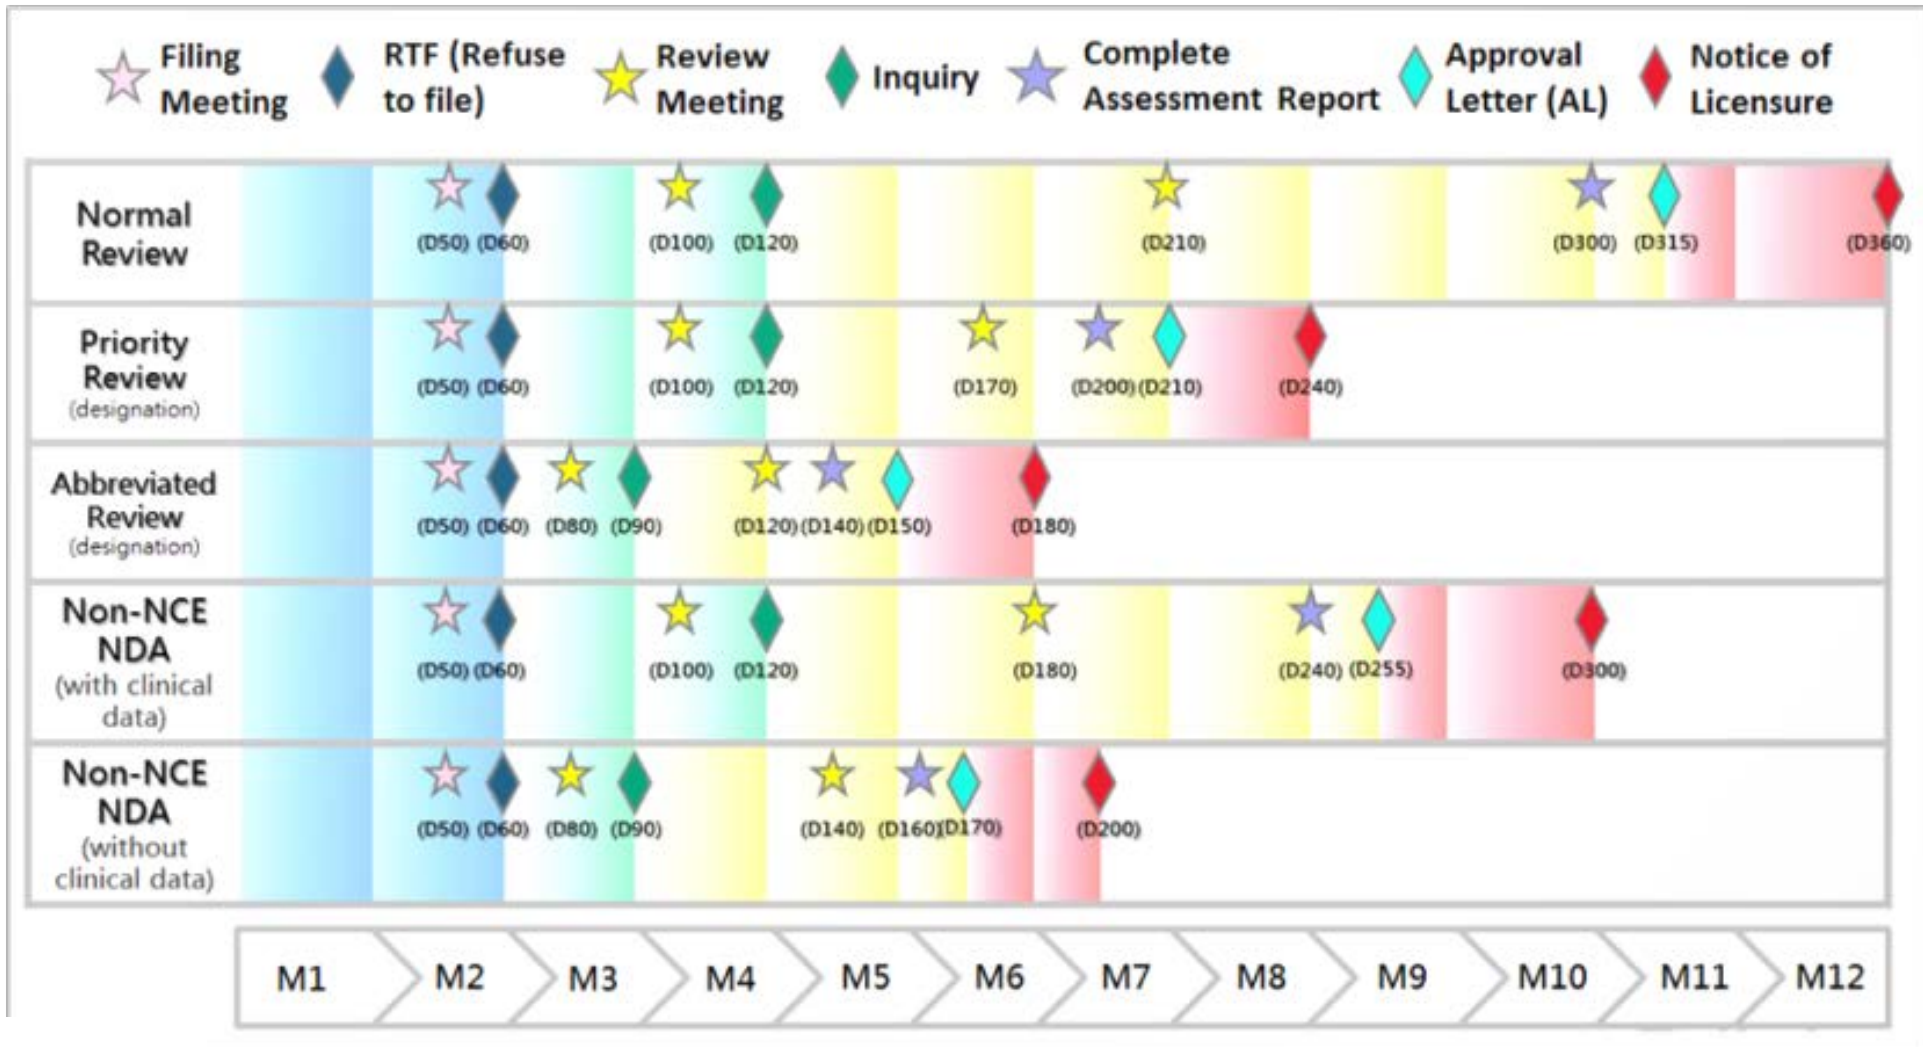 Filing
Meeting
RTF (Refuse
to file)
Review
Meeting
Inquiry
Complete
Assessment Report
Approval
Letter (AL)
Notice of
Licensure
Normal
Review
(D50) (D60) (D100) (D120) (D210) (D300) (D315) (D360)
Priority
Review
(designation)
(D50) (D60) (D100) (D120) (D170) (D200) (D210) (D240)
Abbreviated
Review
(designation)
(D50) (D60) (D80) (D90) (D120) (D140) (D150) (D180)
Non-NCE
NDA
(with clinical
data)
(D50) (D60) (D100) (D120) (D180) (D240) (D255) (D300)
Non-NCE
NDA
(without
clinical data)
(D50) (D60) (D80) (D90) (D140) (D160) (D170) (D200)
M1 M2 M3 M4 M5 M6 M7 M8 M9 M10 M11 M12